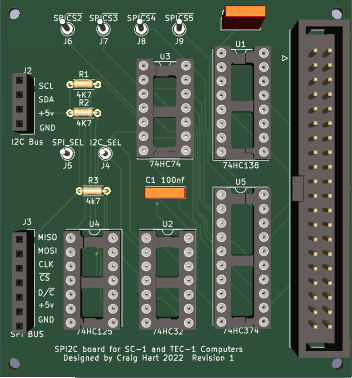 SPICS2 SPICS3 SPICS4 SPICS5
J6 J7 J8 J9
U1
U3
J2
R1
SCL
4K7
SDA
R2
+5v
4K7
GND
I2C Bus
SPI_SEL I2C_SEL
J5 J4
74HC74
74HC138
R3
4k7
C1 100nf
U5
J3
U4
U2
MISO
MOSI
CLK
CS
D/C
+5v
GND
SPI BUS
74HC125
74HC32
74HC374
SPI2C board for SC-1 and TEC-1 Computers
Designed by Craig Hart 2022 Revision 1